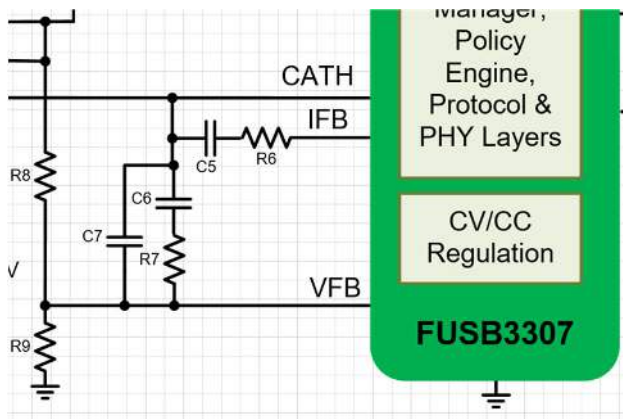 Manager,
Policy
Engine,
Protocol &
PHY Layers
CATH
IFB
C5
R6
R8
C6
C7
R7
CV/CC
Regulation
V
VFB
FUSB3307
R9